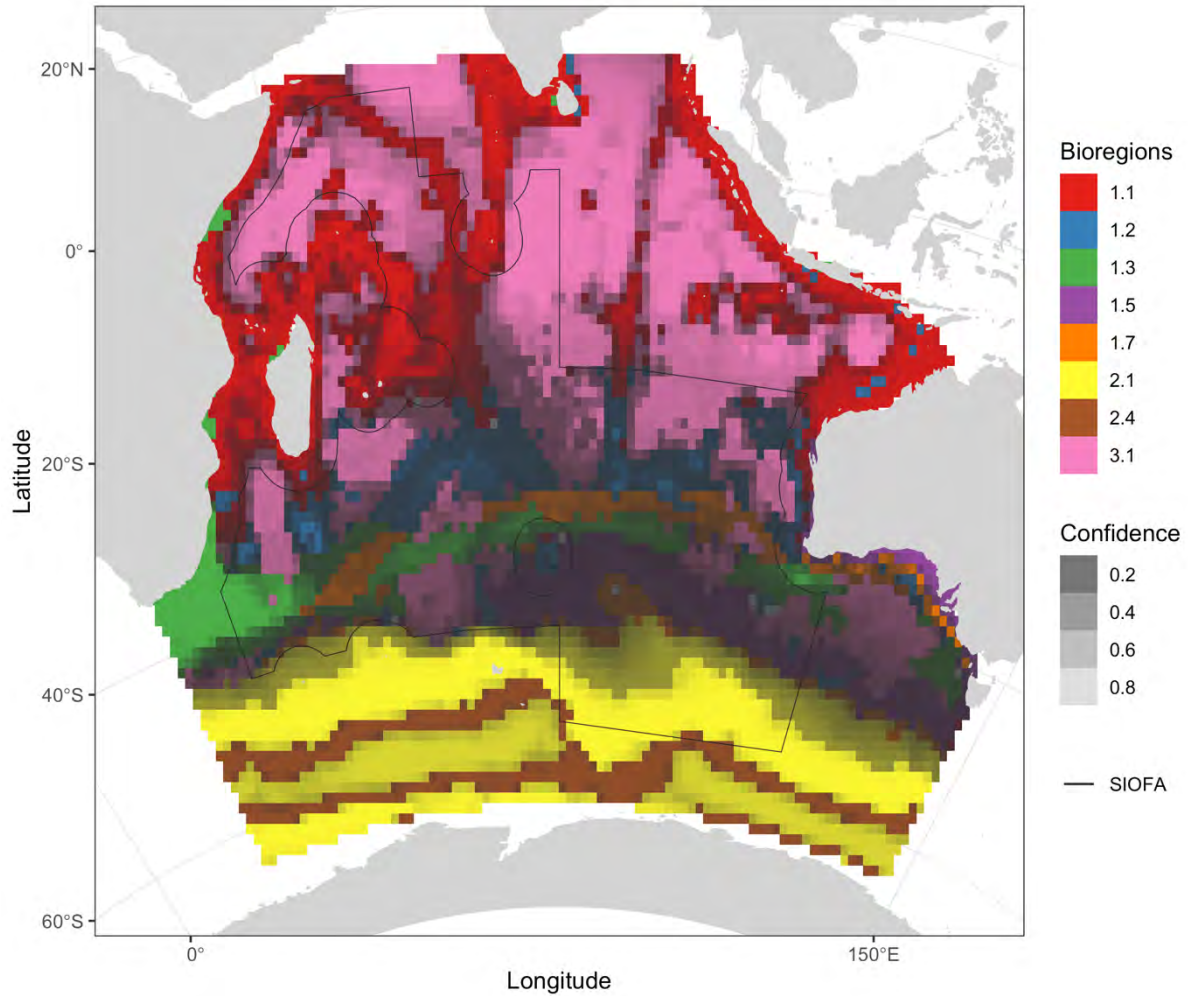 20°N
0°
20°S
40°S
60°S
Latitude
0°
150°E
Longitude
Bioregions
1.1
1.2
1.3
1.5
1.7
2.1
2.4
3.1
Confidence
0.2
0.4
0.6
0.8
SIOFA